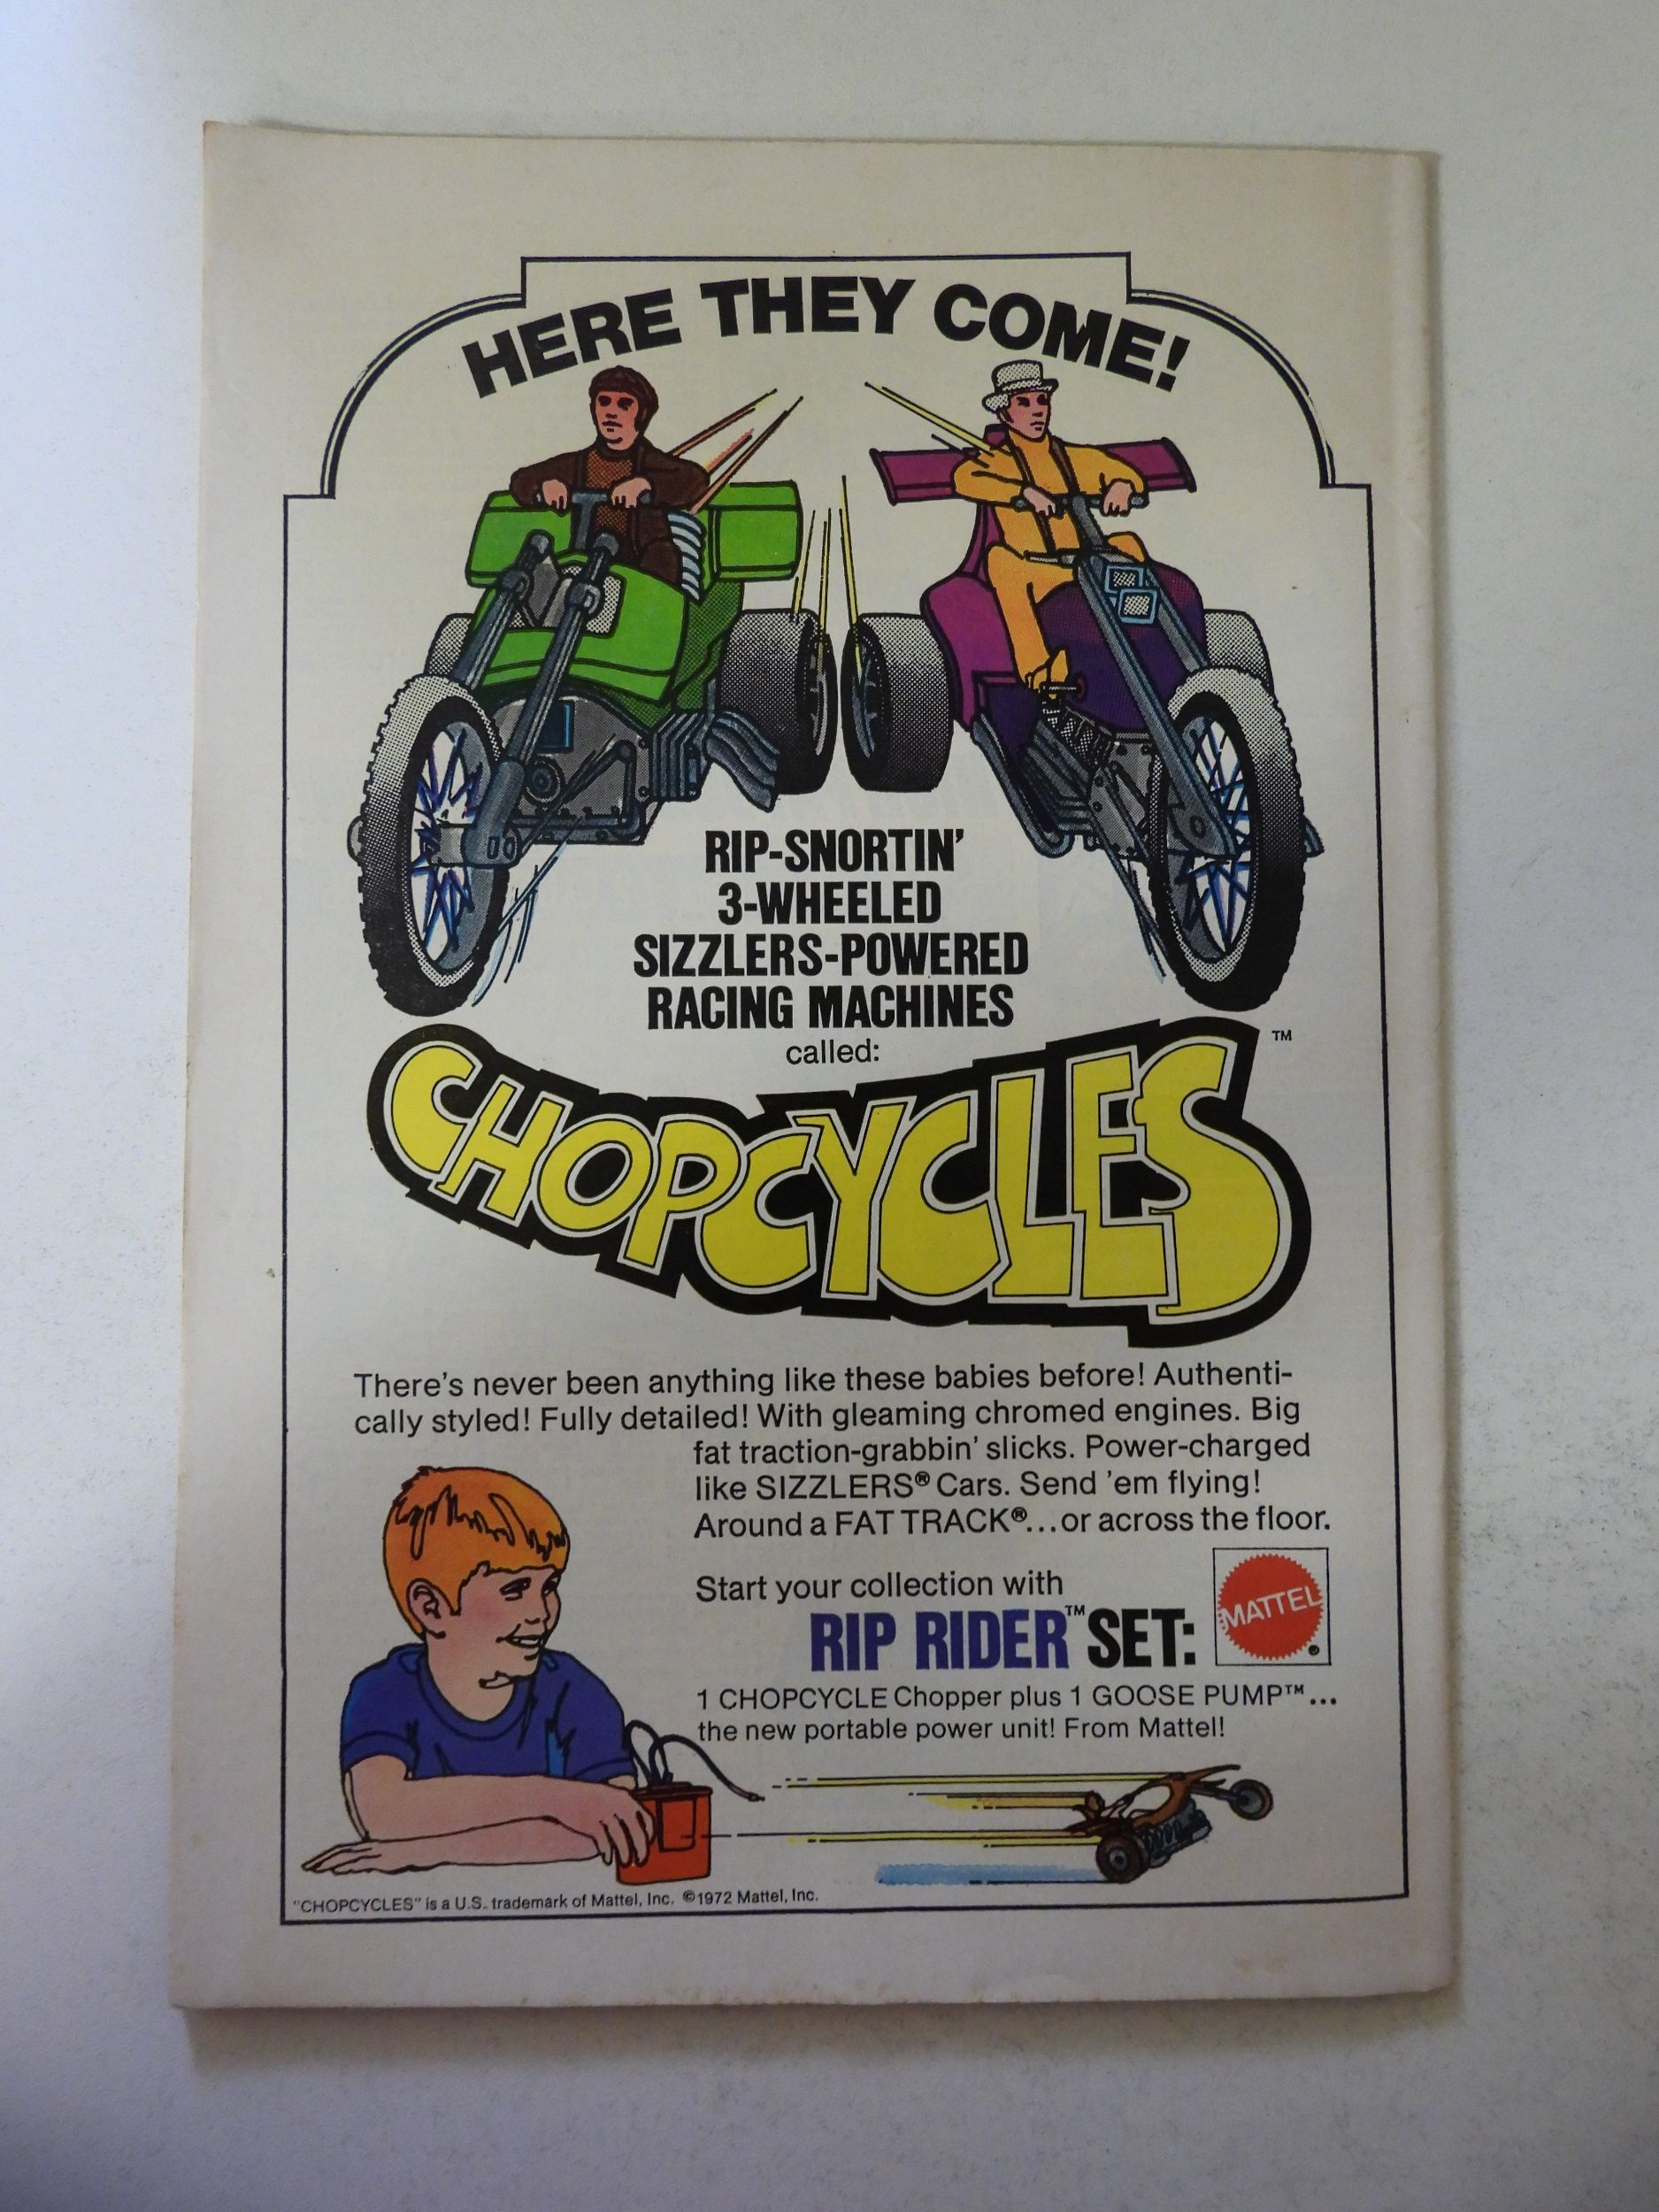 HERE THEY COME!
RIP-SNORTIN'
3-WHEELED
SIZZLERS-POWERED
RACING MACHINES
called:
CHOPCYCLES™
There's never been anything like these babies before! Authenti-
cally styled! Fully detailed! With gleaming chromed engines. Big
fat traction-grabbin' slicks. Power-charged
like SIZZLERS® Cars. Send 'em flying!
Around a FAT TRACK®...or across the floor.
Start your collection with
RIP RIDER™ SET:
MATTEL®
1 CHOPCYCLE Chopper plus 1 GOOSE PUMP™...
the new portable power unit! From Mattel!
"CHOPCYCLES" is a U.S. trademark of Mattel, Inc. ©1972 Mattel, Inc.